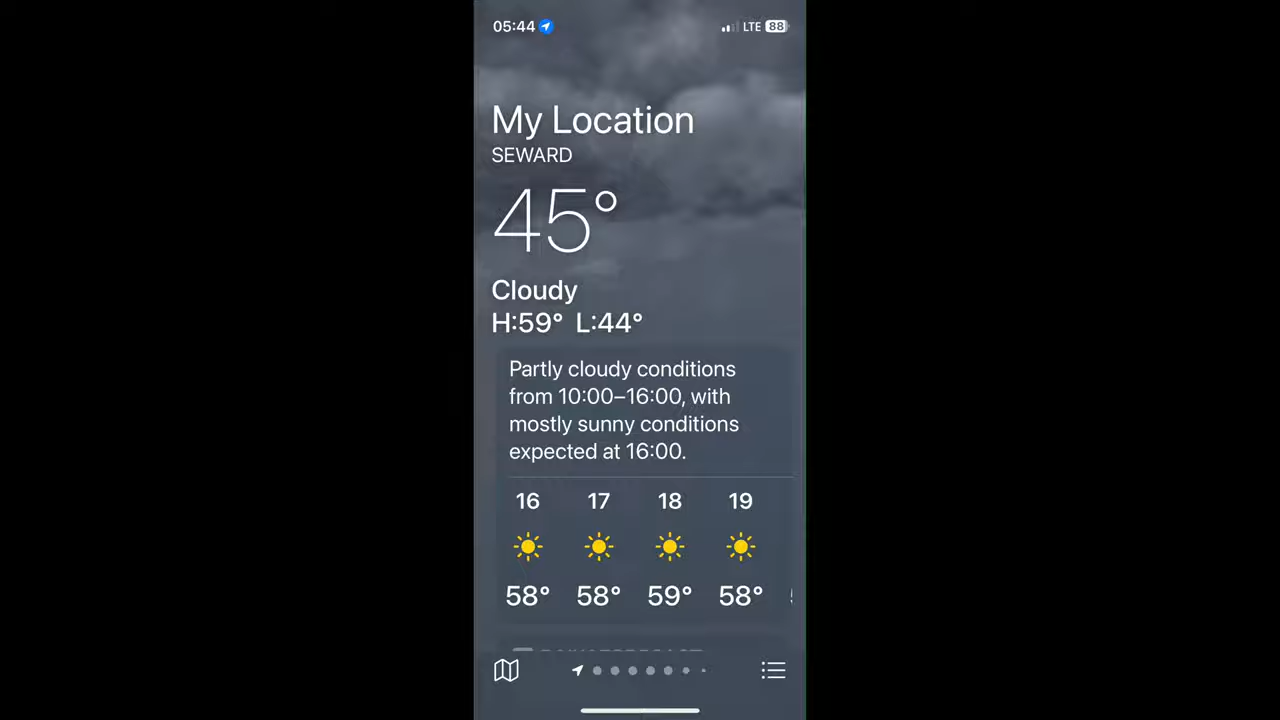 05:44 LTE 88
My Location
SEWARD
45°
Cloudy
H:59° L:44°
Partly cloudy conditions
from 10:00–16:00, with
mostly sunny conditions
expected at 16:00.
16 17 18 19
58° 58° 59° 58°